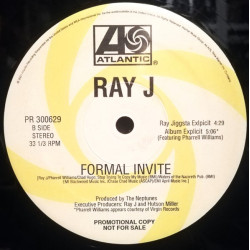 ATLANTIC
RAY J
PR 300629
B SIDE
STEREO
33 1/3 RPM
Ray Jiggsta Explicit 4:29
Album Explicit 5:06*
(Featuring Pharrell Williams)
FORMAL INVITE
Produced by The Neptunes
Executive Producers: Ray J and Hutson Miller
*Pharrell Williams appears courtesy of Virgin Records
PROMOTIONAL COPY
NOT FOR SALE